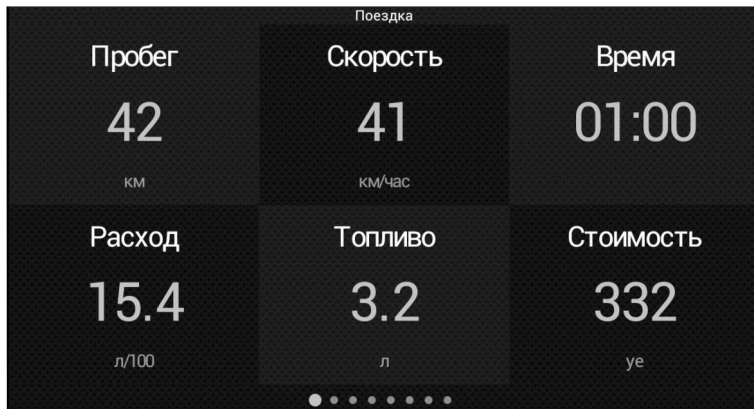 Поездка
Пробег
42
км
Скорость
41
км/час
Время
01:00
Расход
15.4
л/100
Топливо
3.2
л
Стоимость
332
уе